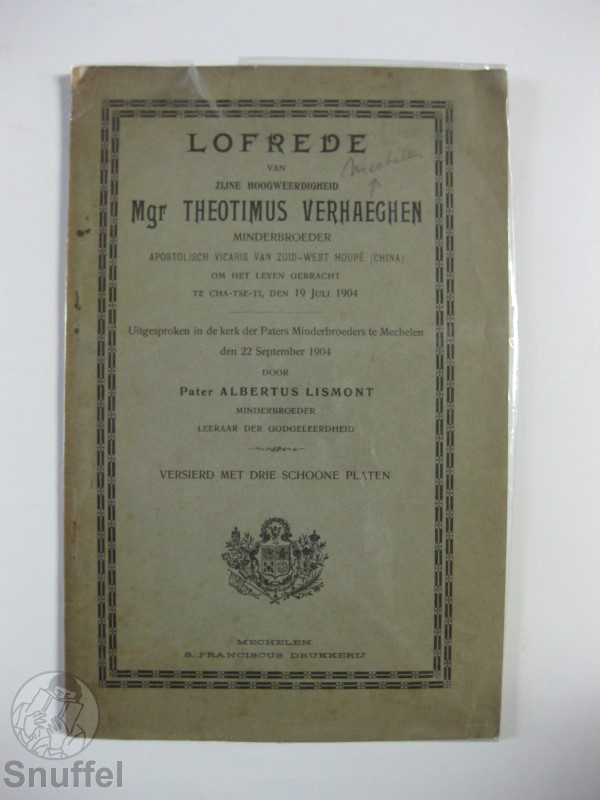 LOFREDE
VAN
ZIJNE HOOGWEERDIGHEID
Mgr THEOTIMUS VERHAEGHEN
MINDERBROEDER
APOSTOLISCH VICARIS VAN ZUID-WEST HOUPÉ (CHINA)
OM HET LEVEN GEBRACHT
TE CHA-TSE-TI, DEN 19 JULI 1904
Mechelen
Uitgesproken in de kerk der Paters Minderbroeders te Mechelen
den 22 September 1904
DOOR
Pater ALBERTUS LISMONT
MINDERBROEDER
LEERAAR DER GODGELEERDHEID
VERSIERD MET DRIE SCHOONE PLATEN
MECHELEN
S. FRANCISCUS DRUKKERIJ
Snuffel